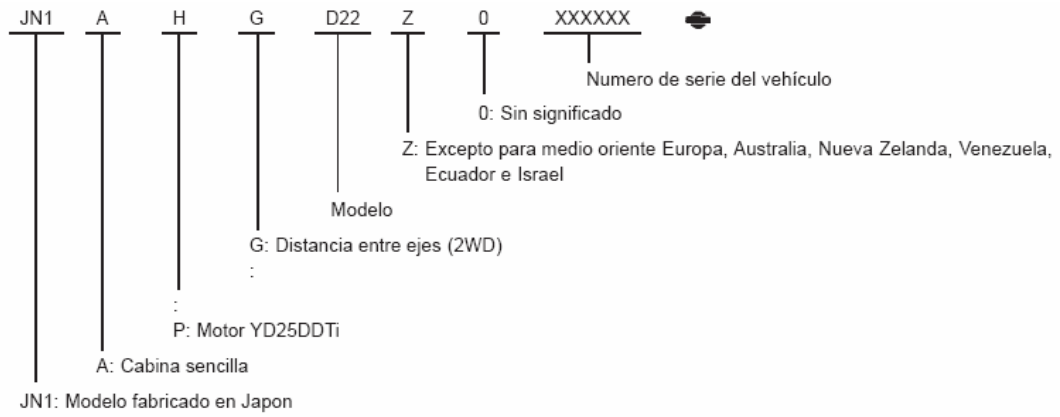 JN1 A H G D22 Z 0 XXXXXX
Numero de serie del vehículo
0: Sin significado
Z: Excepto para medio oriente Europa, Australia, Nueva Zelanda, Venezuela,
Ecuador e Israel
Modelo
G: Distancia entre ejes (2WD)
:
:
P: Motor YD25DDTi
A: Cabina sencilla
JN1: Modelo fabricado en Japon